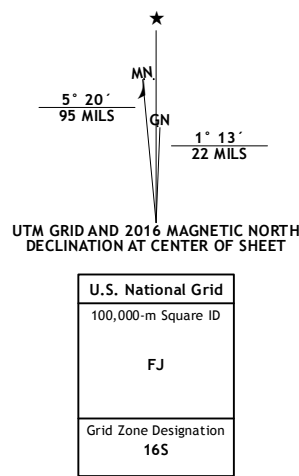 ★
MN.
5° 20´
95 MILS
GN
1° 13´
22 MILS
UTM GRID AND 2016 MAGNETIC NORTH
DECLINATION AT CENTER OF SHEET
U.S. National Grid
100,000-m Square ID
FJ
Grid Zone Designation
16S